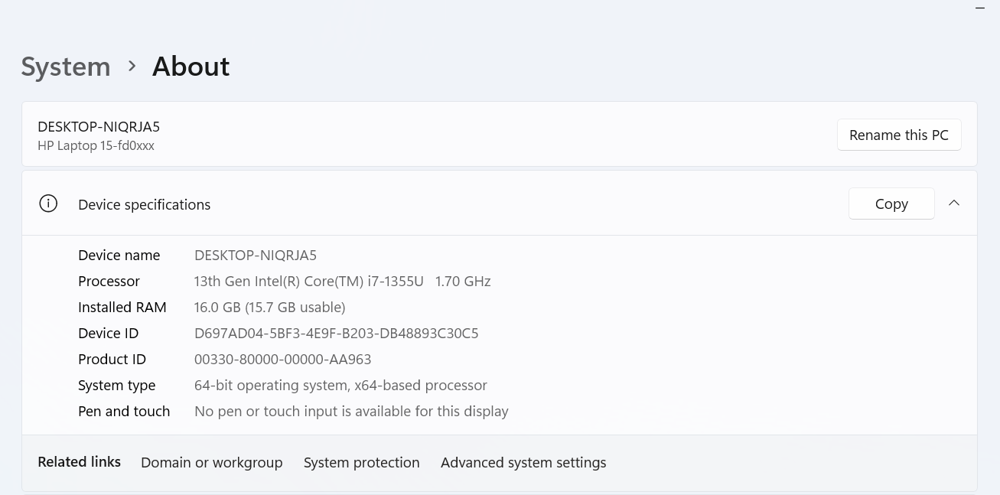 System > About
DESKTOP-NIQRJA5
HP Laptop 15-fd0xxx
Rename this PC
Device specifications
Copy
Device name DESKTOP-NIQRJA5
Processor 13th Gen Intel(R) Core(TM) i7-1355U 1.70 GHz
Installed RAM 16.0 GB (15.7 GB usable)
Device ID D697AD04-5BF3-4E9F-B203-DB48893C30C5
Product ID 00330-80000-00000-AA963
System type 64-bit operating system, x64-based processor
Pen and touch No pen or touch input is available for this display
Related links Domain or workgroup System protection Advanced system settings